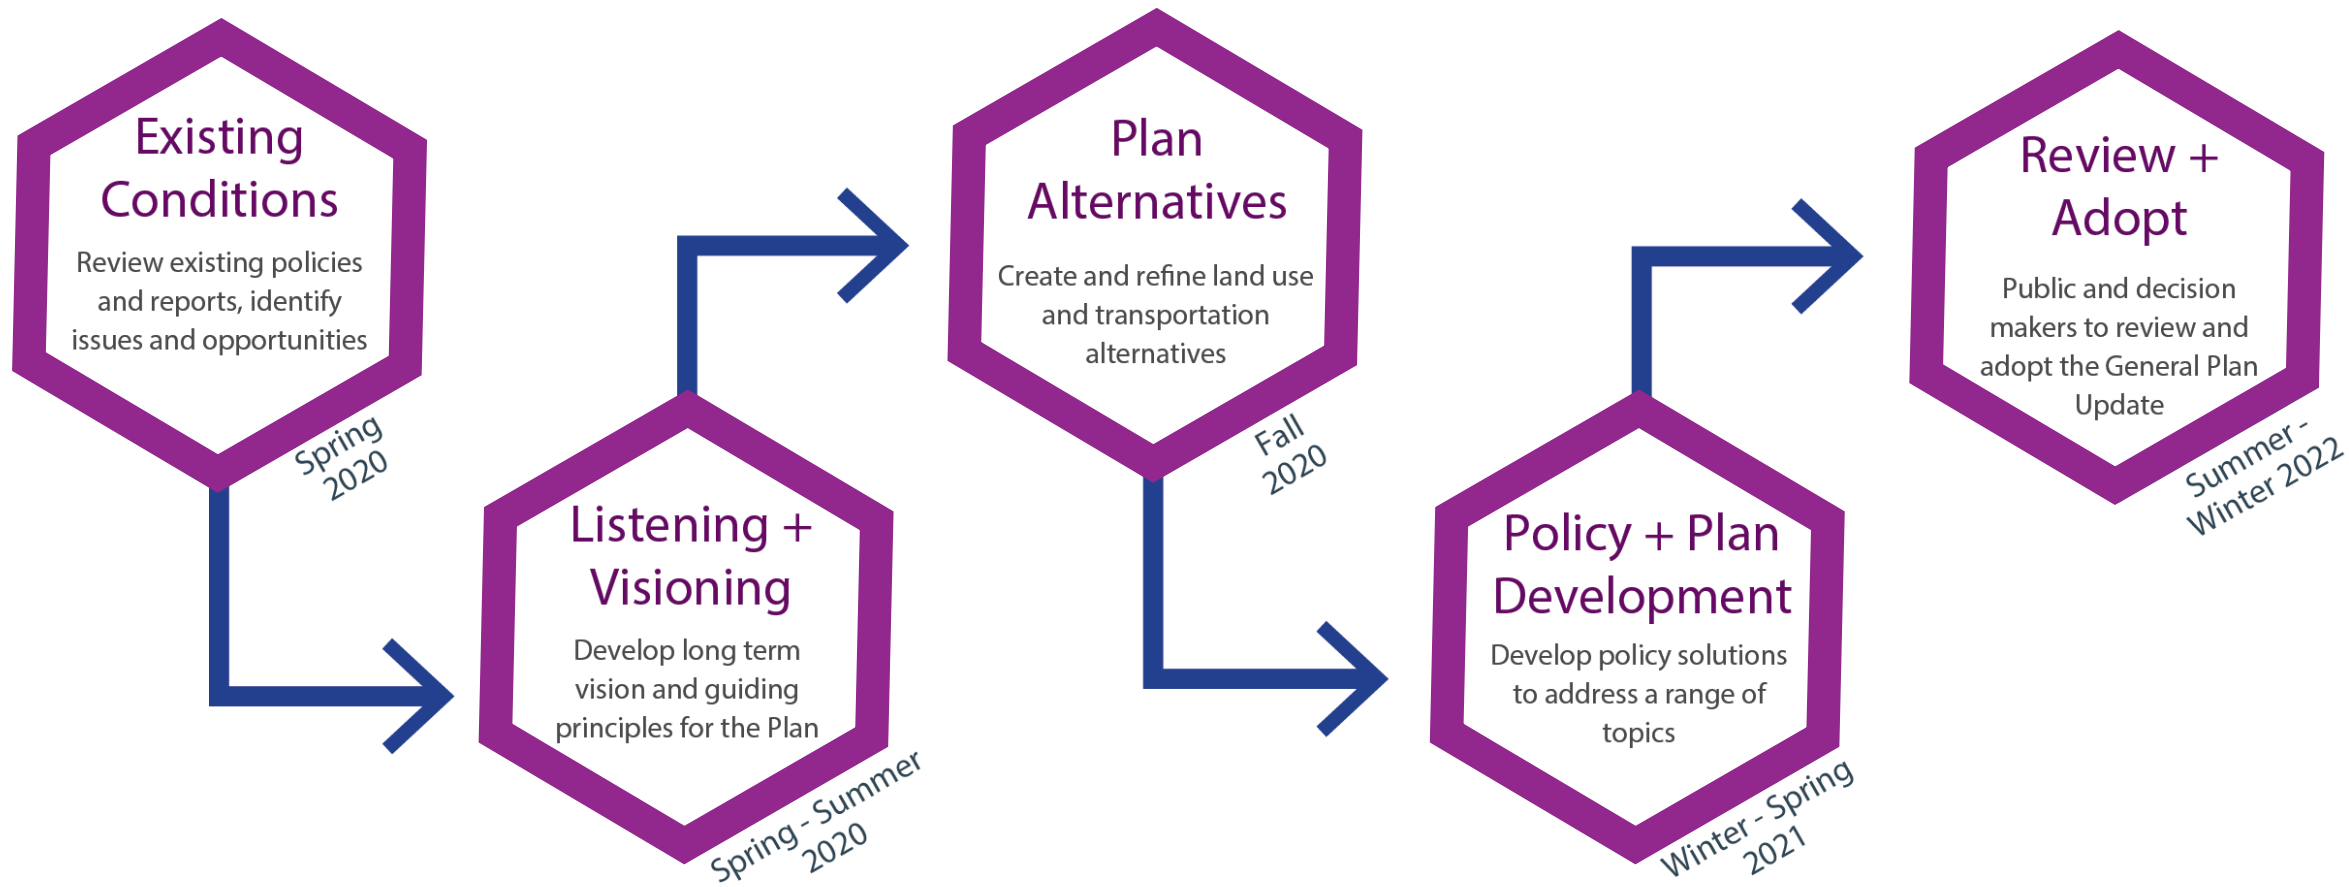 Existing
Conditions
Review existing policies
and reports, identify
issues and opportunities
Spring
2020
Listening +
Visioning
Develop long term
vision and guiding
principles for the Plan
Spring - Summer
2020
Plan
Alternatives
Create and refine land use
and transportation
alternatives
Fall
2020
Policy + Plan
Development
Develop policy solutions
to address a range of
topics
Winter - Spring
2021
Review +
Adopt
Public and decision
makers to review and
adopt the General Plan
Update
Summer -
Winter 2022